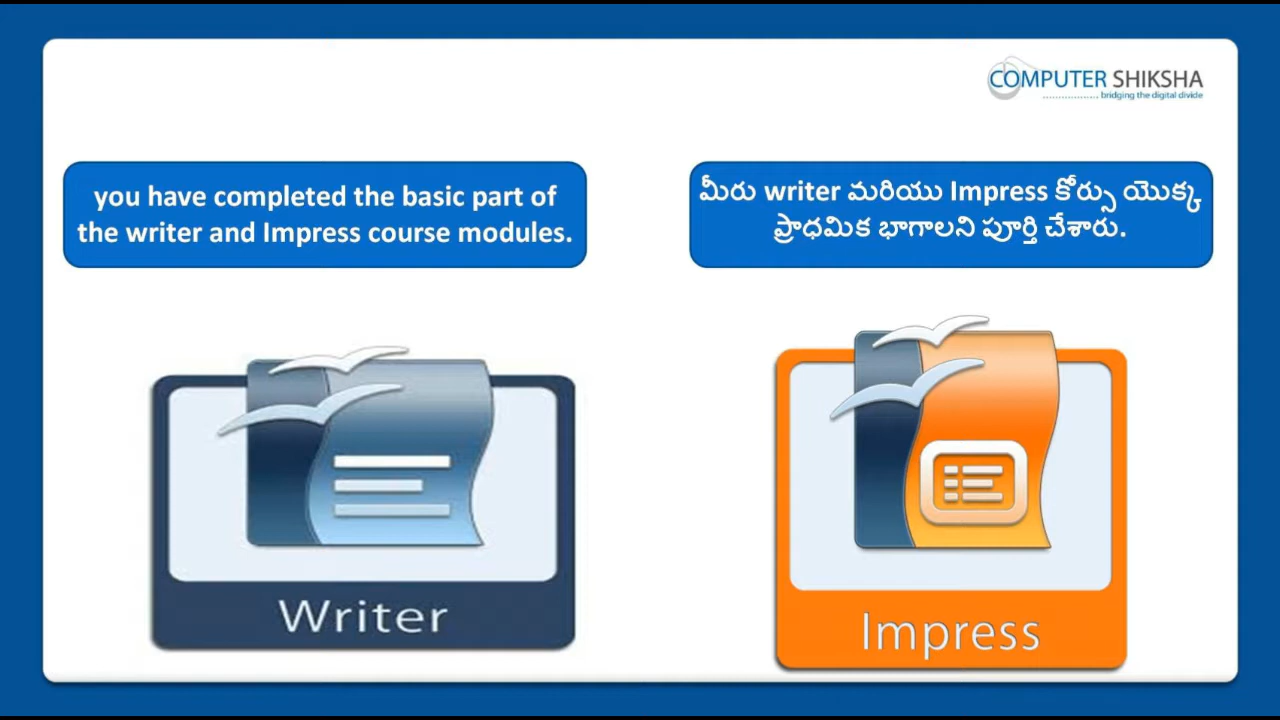 COMPUTER SHIKSHA
bridging the digital divide
you have completed the basic part of
the writer and Impress course modules.
మీరు writer మరియు Impress కోర్సు యొక్క
ప్రాధమిక భాగాలని పూర్తి చేశారు.
Writer
Impress